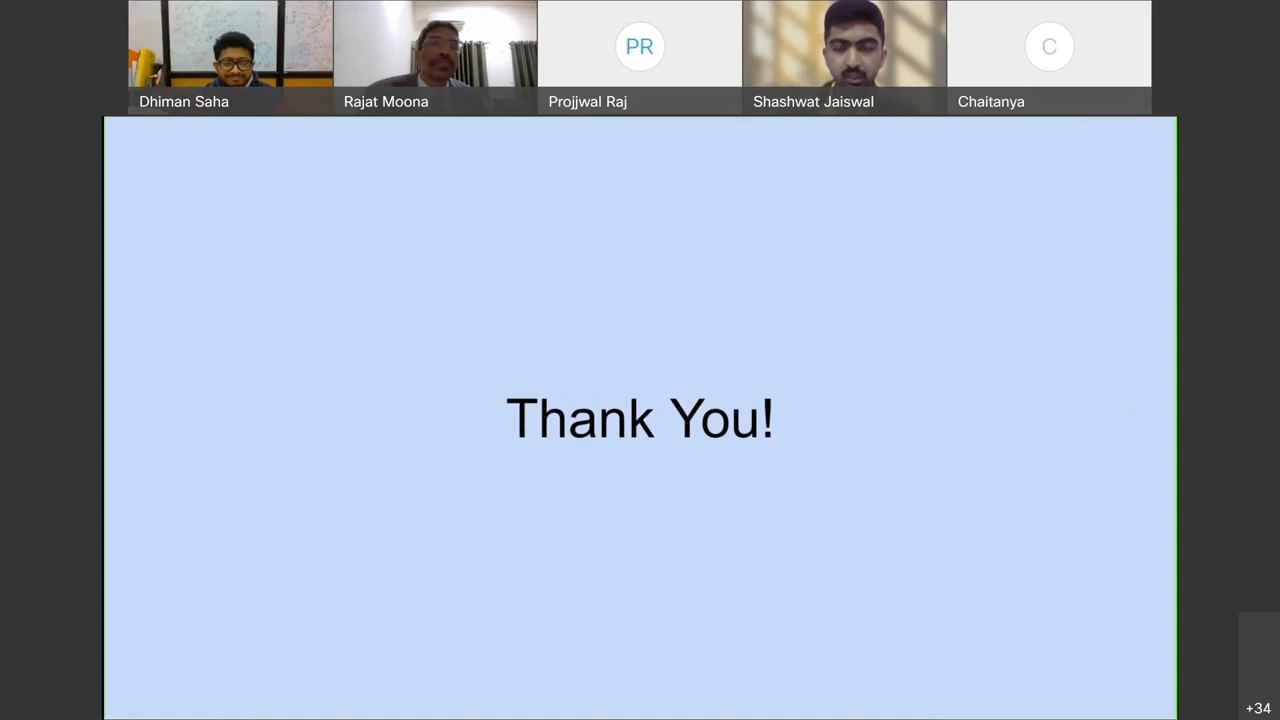 Dhiman Saha
Rajat Moona
PR
Projjwal Raj
Shashwat Jaiswal
C
Chaitanya
Thank You!
+34